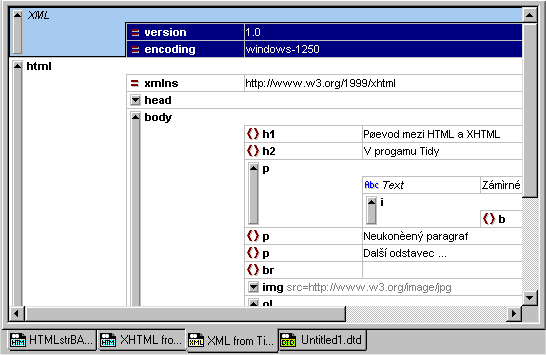 XML
= version 1.0
= encoding windows-1250
html
= xmlns http://www.w3.org/1999/xhtml
head
body
() h1 Pøevod mezi HTML a XHTML
() h2 V progamu Tidy
p
Abc Text Zámìrné
i
() b
() p Neukonèený paragraf
() p Další odstavec ...
() br
img src=http://www.w3.org/image/jpg
HTMLstrBA... XHTML fro... XML from Ti... Untitled1.dtd